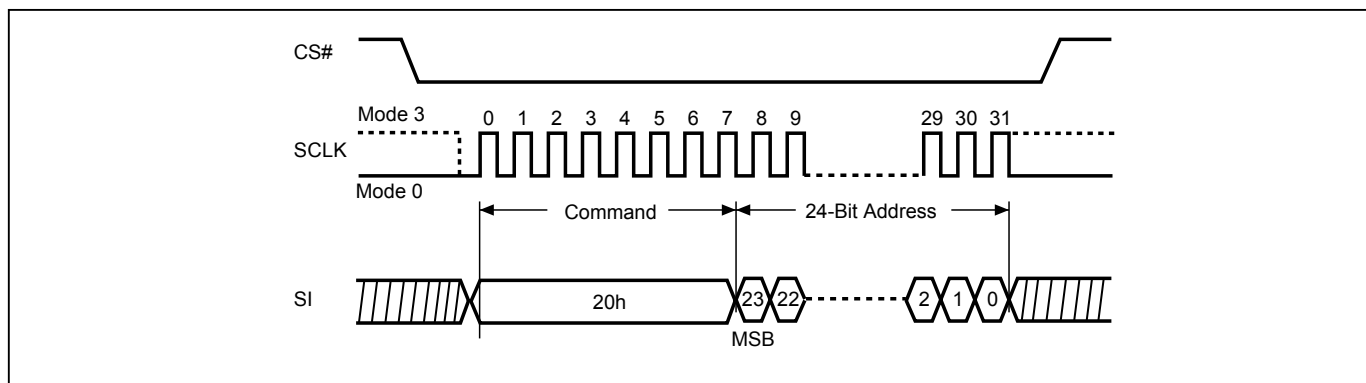 CS#
Mode 3
0 1 2 3 4 5 6 7 8 9 29 30 31
SCLK
Mode 0
Command 24-Bit Address
SI 20h 23 22 2 1 0
MSB